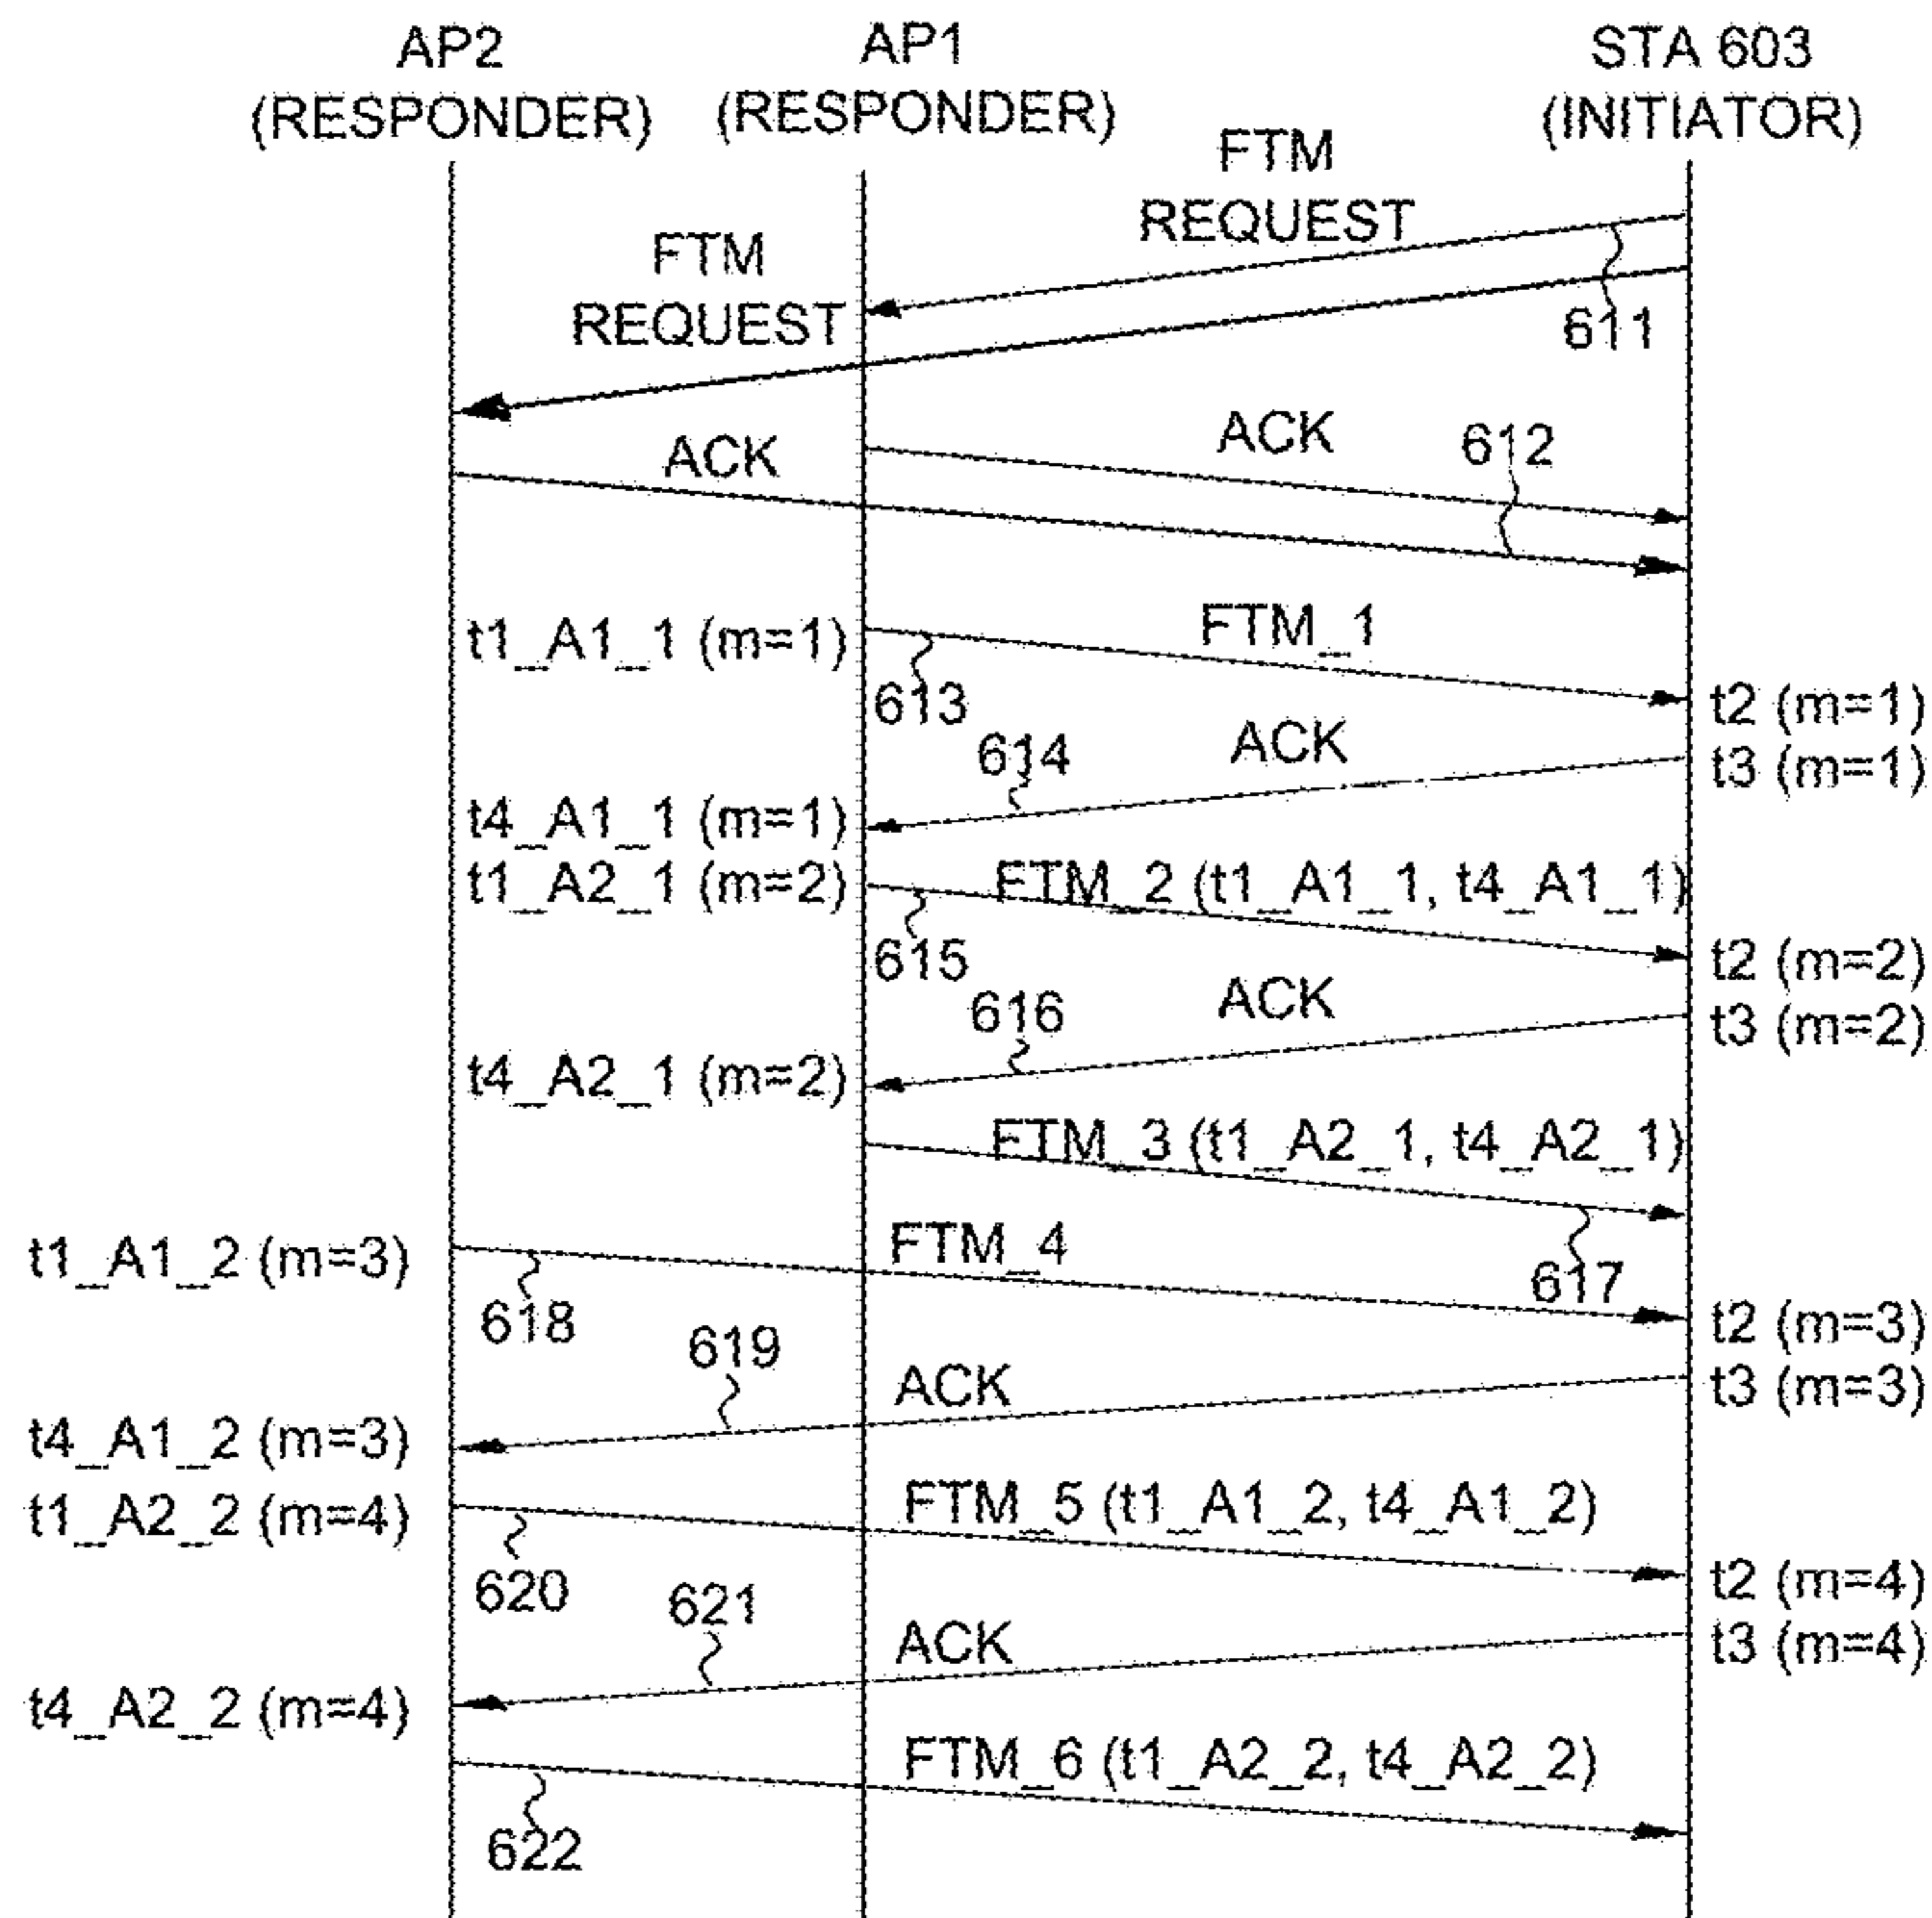 AP2
(RESPONDER)
AP1
(RESPONDER)
STA 603
(INITIATOR)
FTM
REQUEST
FTM
REQUEST
611
ACK
ACK
612
t1_A1_1 (m=1)
FTM_1
613
t2 (m=1)
614
ACK
t3 (m=1)
t4_A1_1 (m=1)
t1_A2_1 (m=2)
FTM_2 (t1_A1_1, t4_A1_1)
615
t2 (m=2)
616
ACK
t3 (m=2)
t4_A2_1 (m=2)
FTM_3 (t1_A2_1, t4_A2_1)
t1_A1_2 (m=3)
FTM_4
617
618
t2 (m=3)
619
ACK
t3 (m=3)
t4_A1_2 (m=3)
t1_A2_2 (m=4)
FTM_5 (t1_A1_2, t4_A1_2)
620
t2 (m=4)
621
ACK
t3 (m=4)
t4_A2_2 (m=4)
FTM_6 (t1_A2_2, t4_A2_2)
622